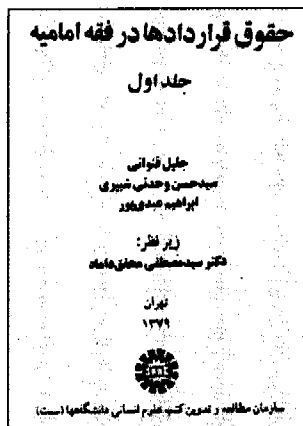 حقوق قراردادها در فقه امامیه
جلد اول
جلیل قنواتی
سیدحسن وحدتی شبیری
ابراهیم عبدی‌پور
زیر نظر:
دکتر سیدمصطفی محقق داماد
تهران
۱۳۷۹
سازمان مطالعه و تدوین کتب علوم انسانی دانشگاهها (سمت)